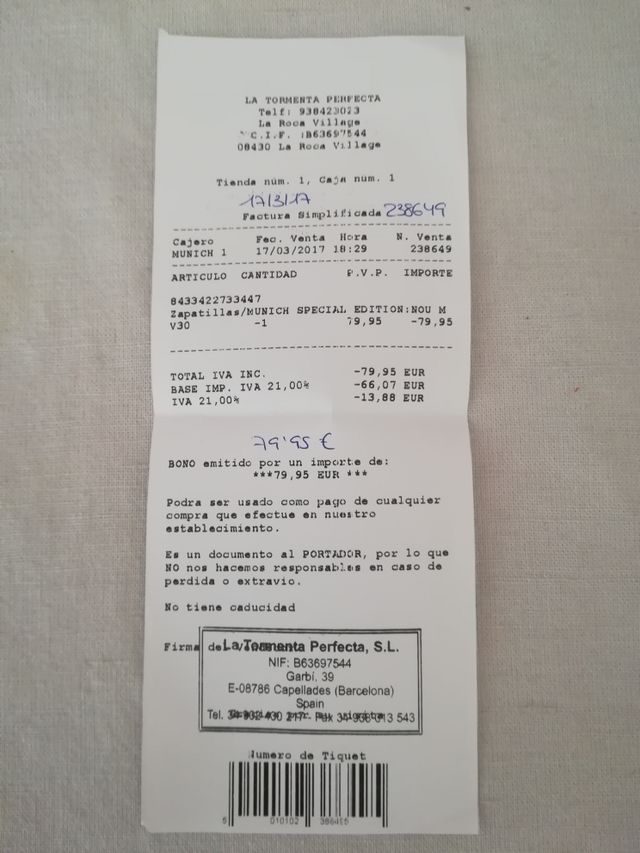 LA TORMENTA PERFECTA
Telf: 938423023
La Roca Village
C.I.F. :B63697544
08430 La Roca Village
Tienda núm. 1, Caja núm. 1
17/3/17
Factura Simplificada 238649
Cajero Fec. Venta Hora N. Venta
MUNICH 1 17/03/2017 18:29 238649
ARTICULO CANTIDAD P.V.P. IMPORTE
8433422733447
Zapatillas/MUNICH SPECIAL EDITION:NOU M
V30 -1 79,95 -79,95
TOTAL IVA INC. -79,95 EUR
BASE IMP. IVA 21,00% -66,07 EUR
IVA 21,00% -13,88 EUR
79'95 €
BONO emitido por un importe de:
***79,95 EUR ***
Podra ser usado como pago de cualquier
compra que efectue en nuestro
establecimiento.
Es un documento al PORTADOR, por lo que
NO nos hacemos responsables en caso de
perdida o extravio.
No tiene caducidad
Firma
La Tormenta Perfecta, S.L.
NIF: B63697544
Garbí, 39
E-08786 Capellades (Barcelona)
Spain
Tel.
Numero de Tiquet
5 010102